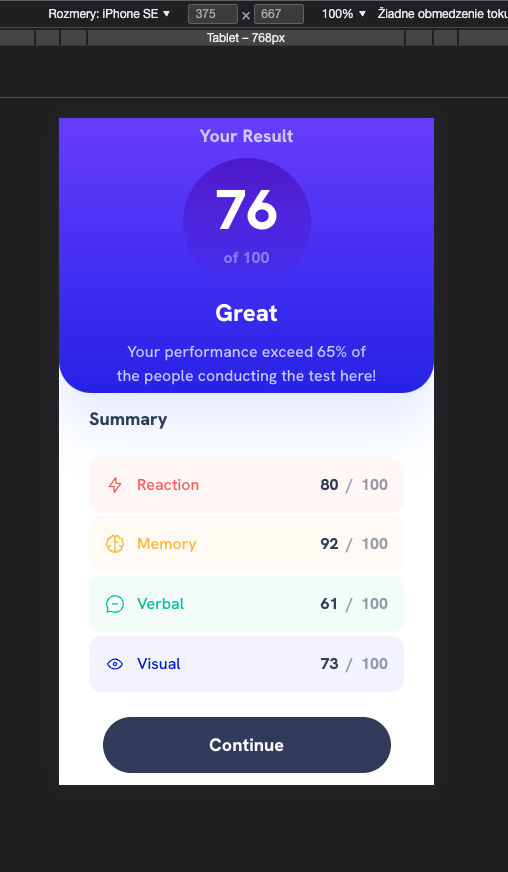 Rozmery: iPhone SE ▼ 375 × 667 100% ▼ Žiadne obmedzenie
Tablet – 768px
Your Result
76
of 100
Great
Your performance exceed 65% of
the people conducting the test here!
Summary
Reaction 80 / 100
Memory 92 / 100
Verbal 61 / 100
Visual 73 / 100
Continue